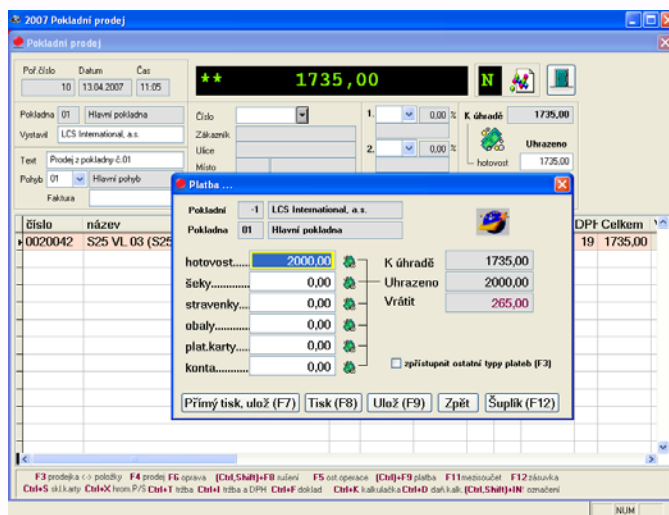 2007 Pokladní prodej
Pokladní prodej
Poř.číslo Datum Čas
10 13.04.2007 11:05
** 1735,00 N
Pokladna 01 Hlavní pokladna
Vystavil LCS International, a.s.
Text Prodej z pokladny č.01
Pohyb 01 Hlavní pohyb
Faktura
Číslo
Zákazník
Ulice
Místo
1. 0,00 %
2. 0,00 %
K úhradě 1735,00
Uhrazeno
hotovost 1735,00
číslo název DPH Celkem
0020042 S25 VL 03 (S25 19 1735,00
Platba ...
Pokladní -1 LCS International, a.s.
Pokladna 01 Hlavní pokladna
hotovost..... 2000,00 K úhradě 1735,00
šeky............ 0,00 Uhrazeno 2000,00
stravenky.... 0,00 Vrátit 265,00
obaly........... 0,00
plat.karty..... 0,00
konta........... 0,00 zpřístupnit ostatní typy plateb (F3)
Přímý tisk, ulož (F7) Tisk (F8) Ulož (F9) Zpět Šuplík (F12)
F3 prodejka <-> položky F4 prodej F6 oprava (Ctrl,Shift)+F8 rušení F5 ost.operace (Ctrl)+F9 platba F11mezisoučet F12zásuvka
Ctrl+S skl.karty Ctrl+X hrom.P/S Ctrl+T tržba Ctrl+I tržba a DPH Ctrl+F doklad Ctrl+K kalkulačka Ctrl+D daň.kalk. (Ctrl,Shift)+IN! označení
NUM